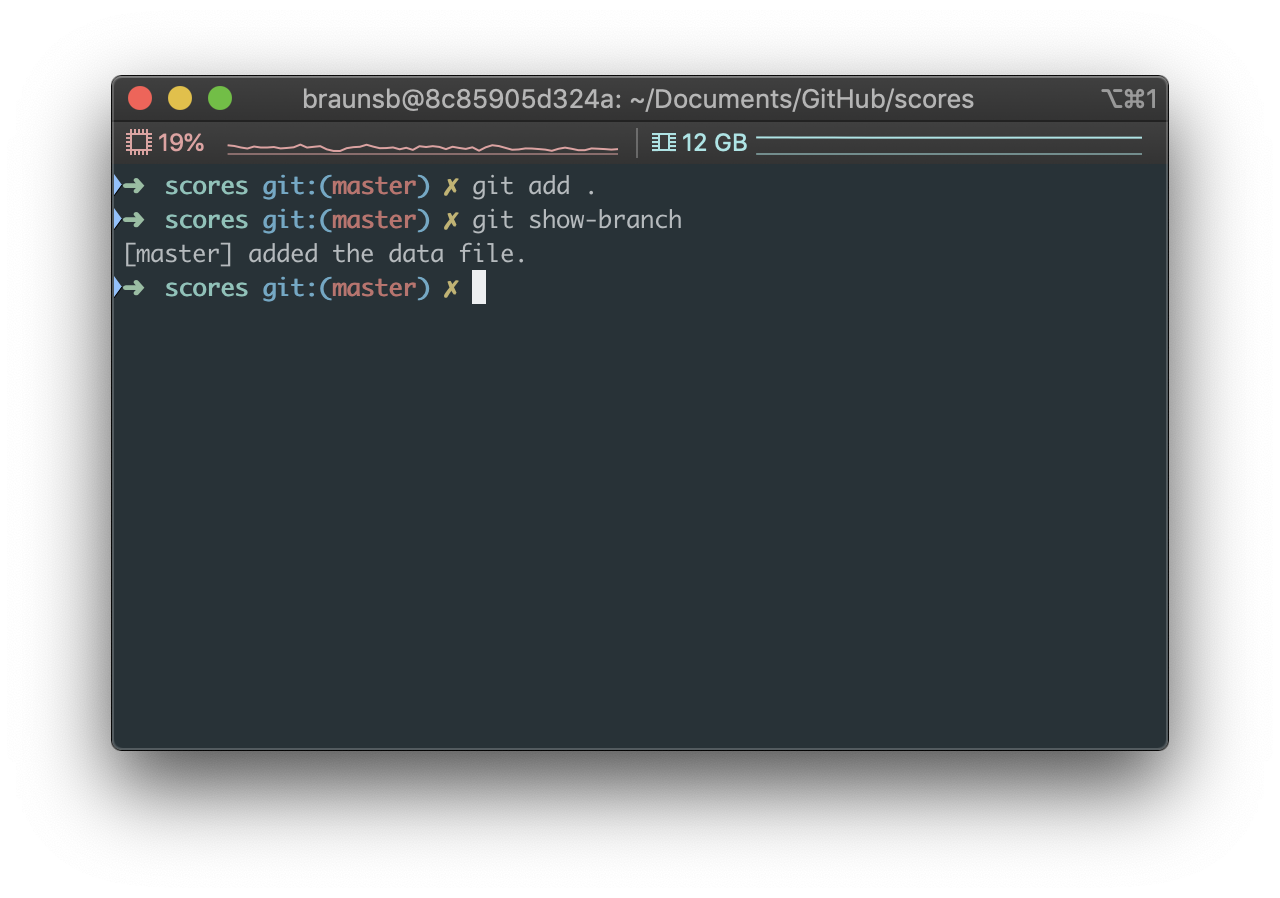 braunsb@8c85905d324a: ~/Documents/GitHub/scores ⌥⌘1
19% 12 GB
➜ scores git:(master) ✗ git add .
➜ scores git:(master) ✗ git show-branch
[master] added the data file.
➜ scores git:(master) ✗